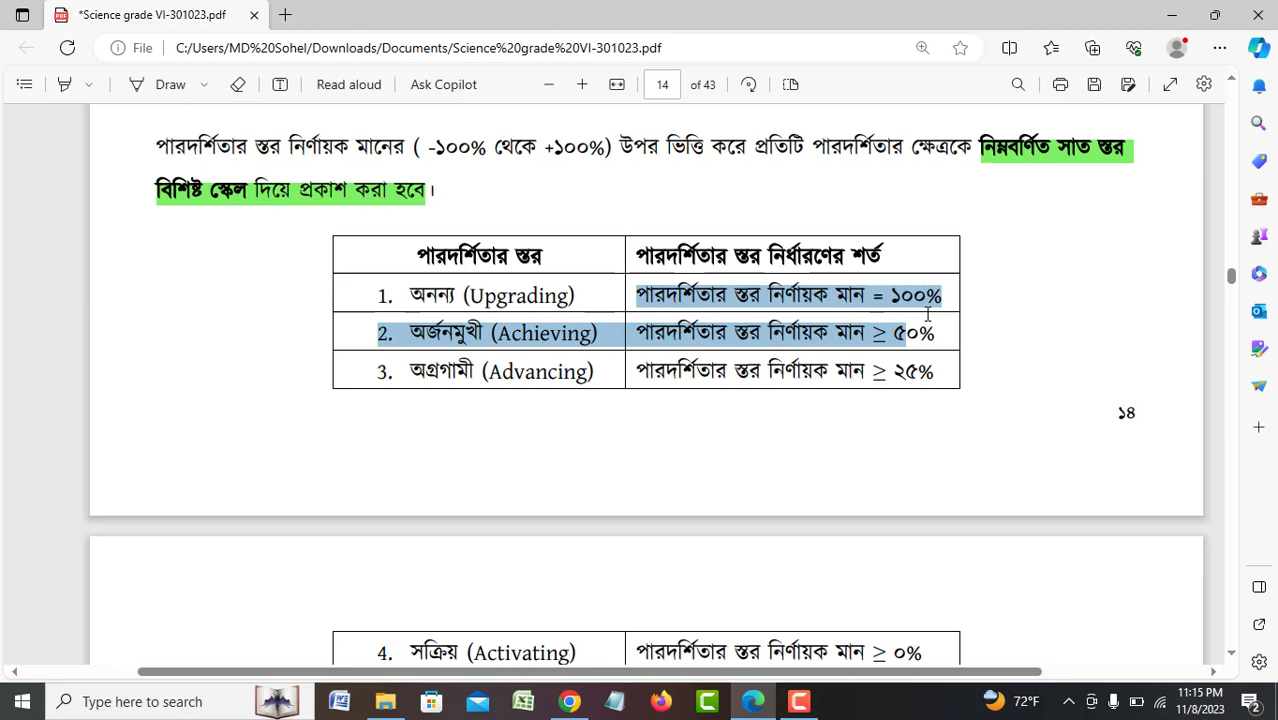 *Science grade VI-301023.pdf
File C:/Users/MD%20Sohel/Downloads/Documents/Science%20grade%20VI-301023.pdf
Draw Read aloud Ask Copilot 14 of 43
পারদর্শিতার স্তর নির্ণায়ক মানের ( -১০০% থেকে +১০০%) উপর ভিত্তি করে প্রতিটি পারদর্শিতার ক্ষেত্রকে নিম্নবর্ণিত সাত স্তর
বিশিষ্ট স্কেল দিয়ে প্রকাশ করা হবে।
পারদর্শিতার স্তর পারদর্শিতার স্তর নির্ধারণের শর্ত
1. অনন্য (Upgrading) পারদর্শিতার স্তর নির্ণায়ক মান = ১০০%
2. অর্জনমুখী (Achieving) পারদর্শিতার স্তর নির্ণায়ক মান ≥ ৫০%
3. অগ্রগামী (Advancing) পারদর্শিতার স্তর নির্ণায়ক মান ≥ ২৫%
১৪
4. সক্রিয় (Activating) পারদর্শিতার স্তর নির্ণায়ক মান ≥ ০%
Type here to search
72°F
11:15 PM
11/8/2023
2